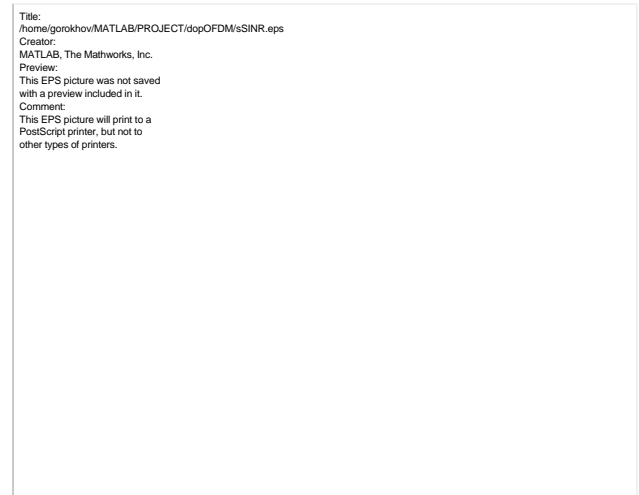 Title:
/home/gorokhov/MATLAB/PROJECT/dopOFDM/sSINR.eps
Creator:
MATLAB, The Mathworks, Inc.
Preview:
This EPS picture was not saved
with a preview included in it.
Comment:
This EPS picture will print to a
PostScript printer, but not to
other types of printers.